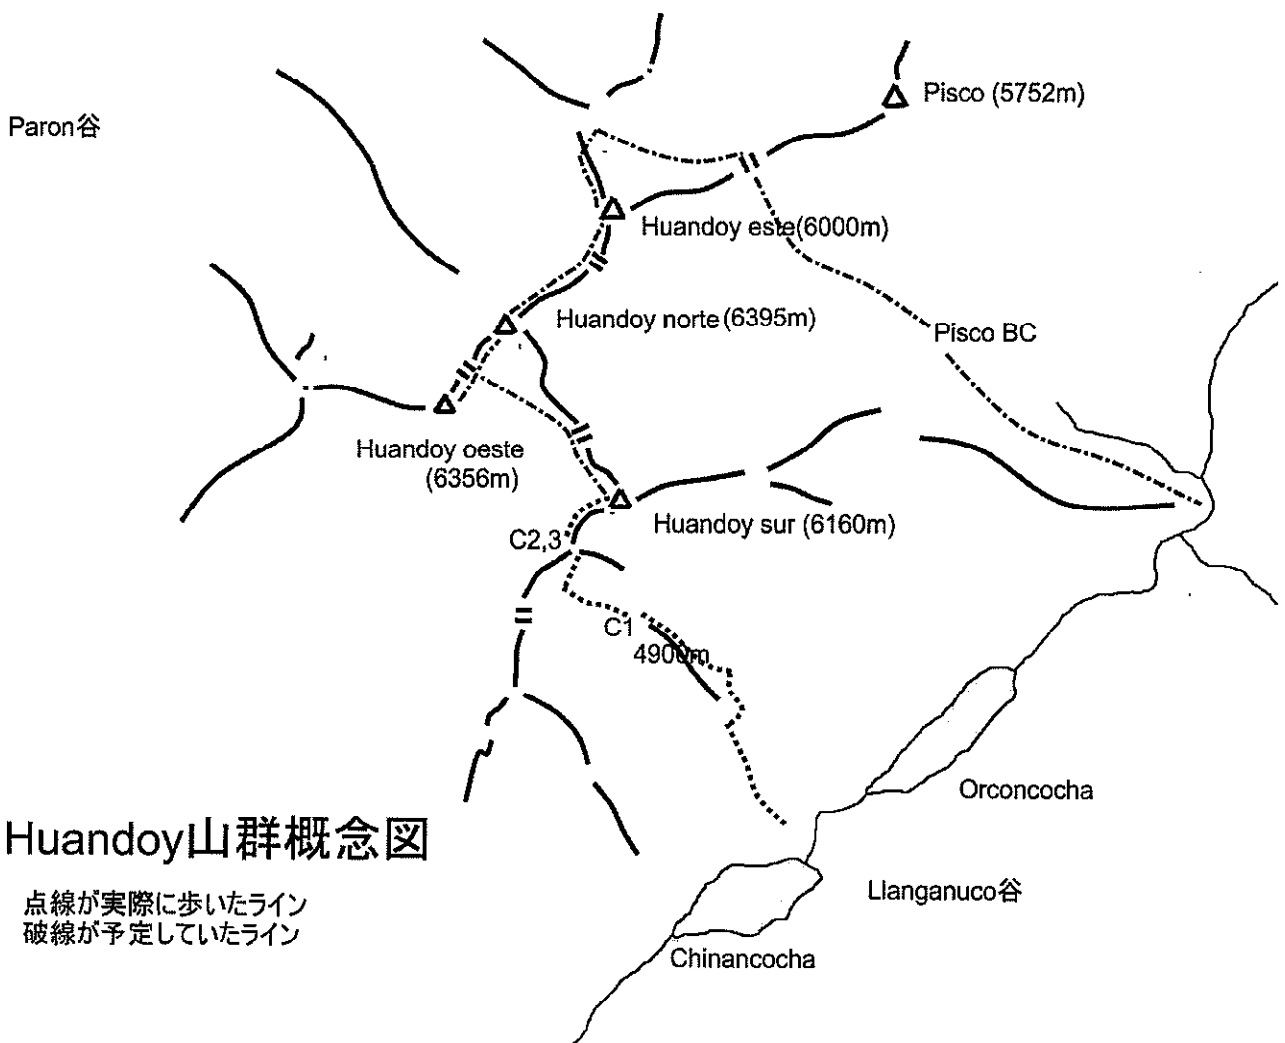 Pisco (5752m)
Paron谷
Huandoy este(6000m)
Huandoy norte(6395m)
Pisco BC
Huandoy oeste
(6356m)
Huandoy sur (6160m)
C2,3
C1
4900m
Orconcocha
Huandoy山群概念図
Llanganuco谷
点線が実際に歩いたライン
破線が予定していたライン
Chinancocha